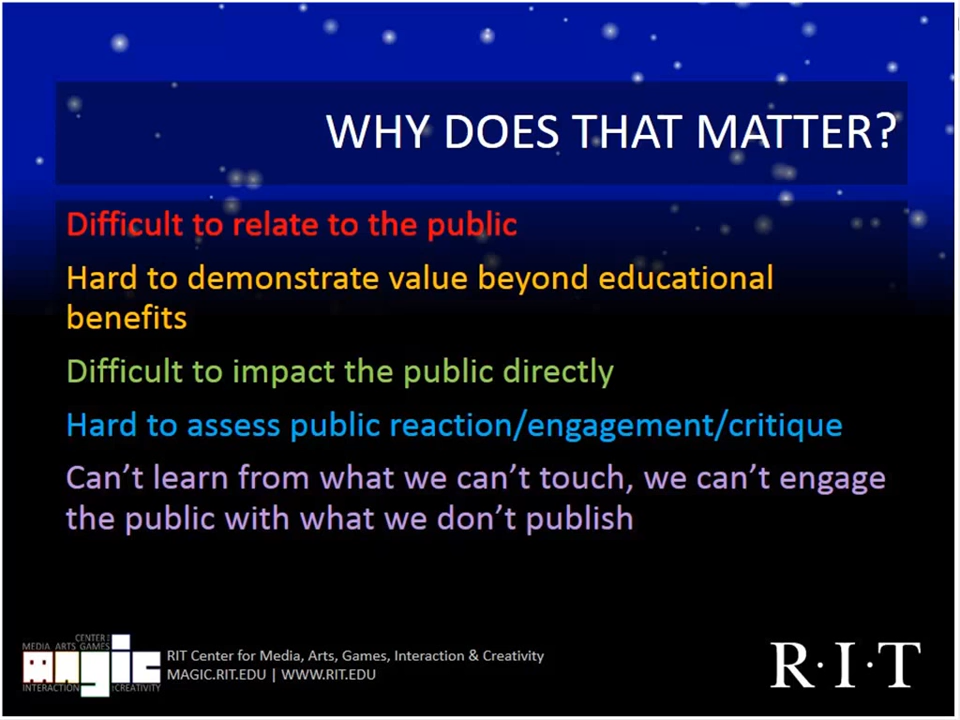 WHY DOES THAT MATTER?
Difficult to relate to the public
Hard to demonstrate value beyond educational
benefits
Difficult to impact the public directly
Hard to assess public reaction/engagement/critique
Can't learn from what we can't touch, we can't engage
the public with what we don't publish
CENTER FOR
MEDIA ARTS GAMES
magic
INTERACTION & CREATIVITY
RIT Center for Media, Arts, Games, Interaction & Creativity
MAGIC.RIT.EDU | WWW.RIT.EDU
R·I·T